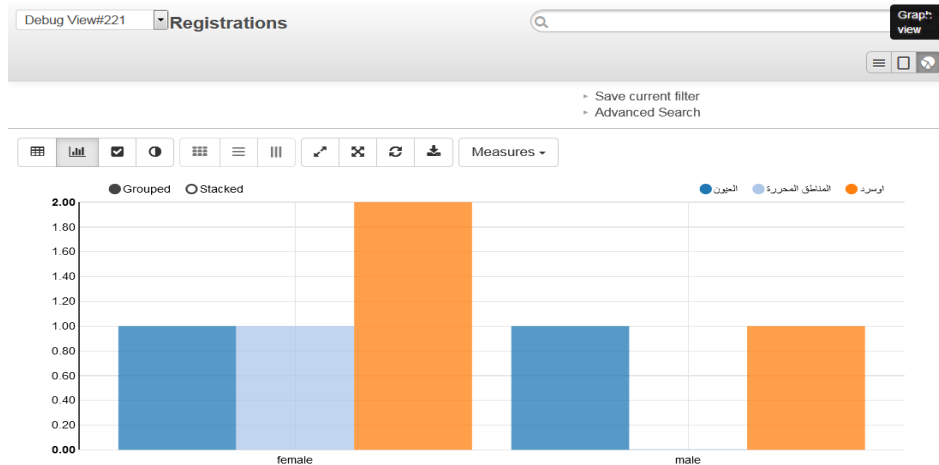 Debug View#221
Registrations
Graph
view
Save current filter
Advanced Search
Measures
Grouped
Stacked
العيون
المناطق المحررة
اوسرد
2.00
1.80
1.60
1.40
1.20
1.00
0.80
0.60
0.40
0.20
0.00
female
male